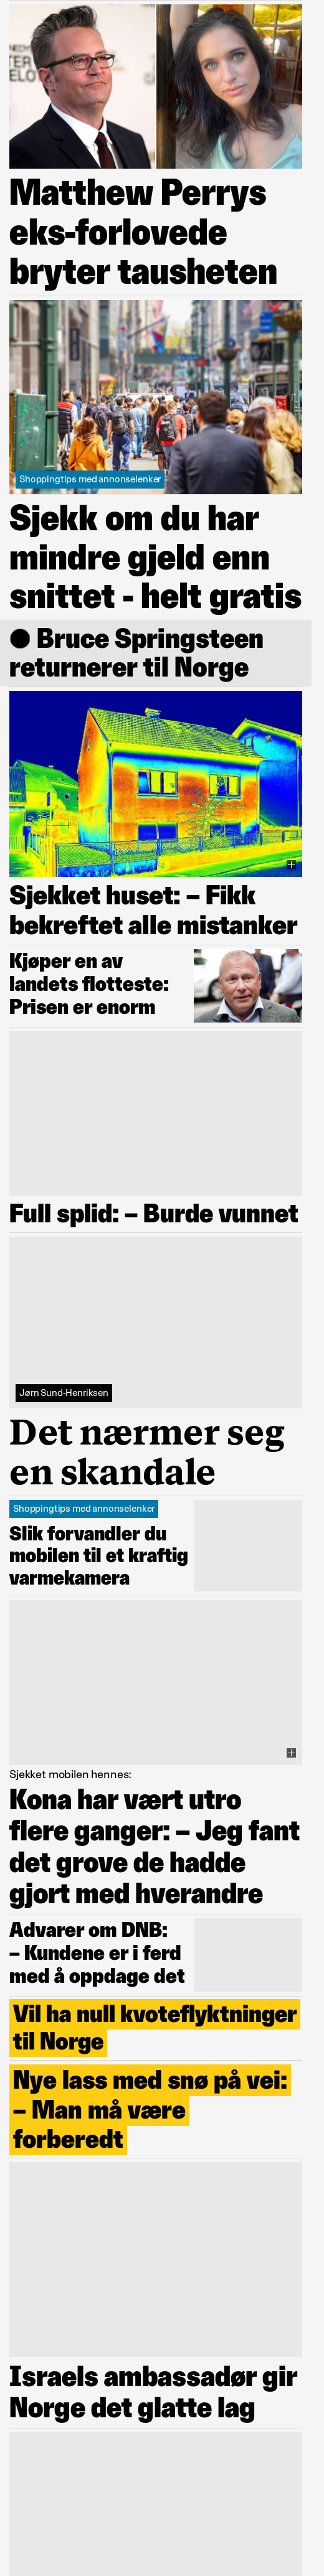 Matthew Perrys
eks-forlovede
bryter tausheten
Shoppingtips med annonselenker
Sjekk om du har
mindre gjeld enn
snittet - helt gratis
● Bruce Springsteen
returnerer til Norge
Sjekket huset: – Fikk
bekreftet alle mistanker
Kjøper en av
landets flotteste:
Prisen er enorm
Full splid: – Burde vunnet
Jørn Sund-Henriksen
Det nærmer seg
en skandale
Shoppingtips med annonselenker
Slik forvandler du
mobilen til et kraftig
varmekamera
Sjekket mobilen hennes:
Kona har vært utro
flere ganger: – Jeg fant
det grove de hadde
gjort med hverandre
Advarer om DNB:
– Kundene er i ferd
med å oppdage det
Vil ha null kvoteflyktninger
til Norge
Nye lass med snø på vei:
– Man må være
forberedt
Israels ambassadør gir
Norge det glatte lag